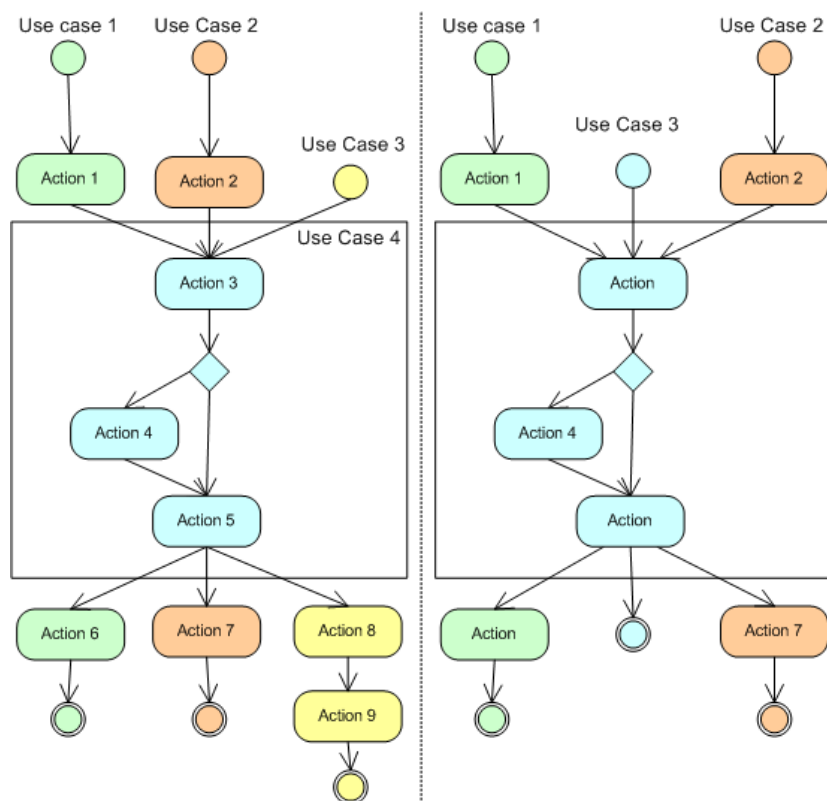 Use case 1
Use Case 2
Use Case 3
Action 1
Action 2
Use Case 4
Action 3
Action 4
Action 5
Action 6
Action 7
Action 8
Action 9
Use case 1
Use Case 2
Use Case 3
Action 1
Action 2
Action
Action 4
Action
Action
Action 7